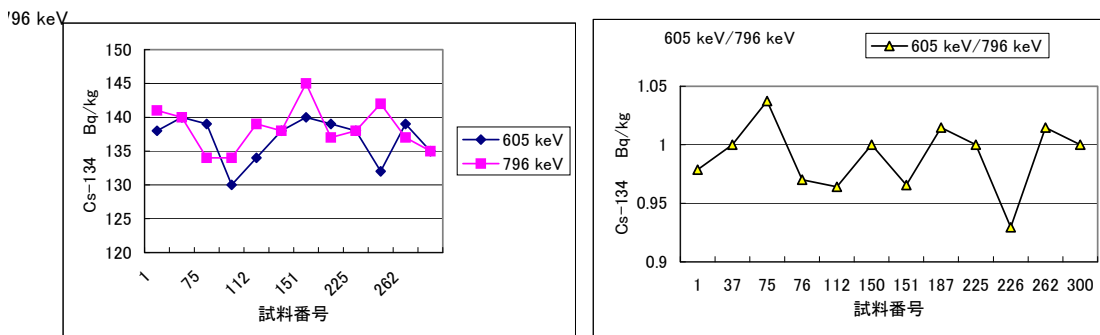 796 keV
150
145
140
135
130
125
120
Cs-134 Bq/kg
1
75
112
151
225
262
試料番号
605 keV
796 keV
605 keV/796 keV
605 keV/796 keV
1.05
1
0.95
0.9
Cs-134 Bq/kg
1 37 75 76 112 150 151 187 225 226 262 300
試料番号